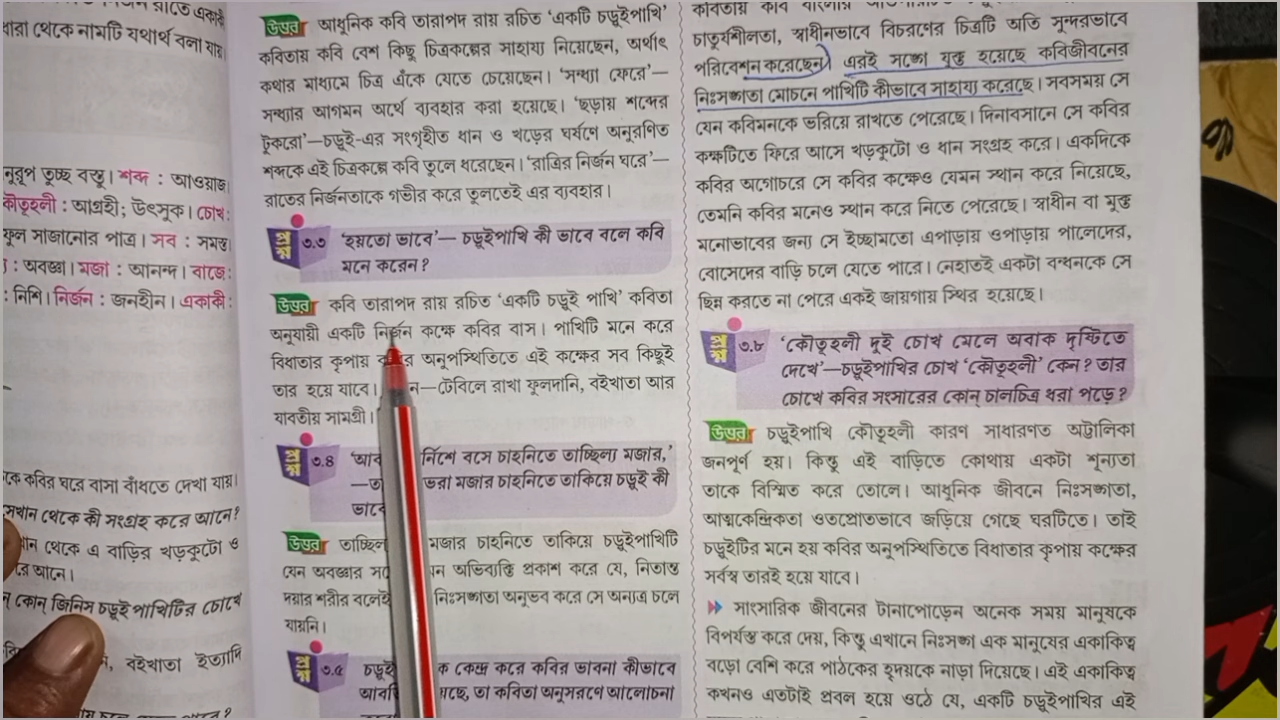 ধারা থেকে নামটি যথার্থ বলা যায়।
নুরূপ তুচ্ছ বস্তু। শব্দ : আওয়াজ
কৌতূহলী : আগ্রহী; উৎসুক। চোখ:
ফুল সাজানোর পাত্র। সব : সমস্ত
: অবজ্ঞা। মজা : আনন্দ। বাজে:
: নিশি। নির্জন : জনহীন। একাকী:
কে কবির ঘরে বাসা বাঁধতে দেখা যায়।
সেখান থেকে কী সংগ্রহ করে আনে?
থেকে এ বাড়ির খড়কুটো ও
রে আনে।
কোন্ জিনিস চড়ুই পাখিটির চোখে
বইখাতা ইত্যাদি
উত্তর আধুনিক কবি তারাপদ রায় রচিত ‘একটি চড়ুইপাখি’
কবিতায় কবি বেশ কিছু চিত্রকল্পের সাহায্য নিয়েছেন, অর্থাৎ
কথার মাধ্যমে চিত্র এঁকে যেতে চেয়েছেন। ‘সন্ধ্যা ফেরে’—
সন্ধ্যার আগমন অর্থে ব্যবহার করা হয়েছে। ‘ছড়ায় শব্দের
টুকরো’—চড়ুই-এর সংগৃহীত ধান ও খড়ের ঘর্ষণে অনুরণিত
শব্দকে এই চিত্রকল্পে কবি তুলে ধরেছেন। ‘রাত্রির নির্জন ঘরে’—
রাতের নির্জনতাকে গভীর করে তুলতেই এর ব্যবহার।
প্রশ্ন ৩.৩ ‘হয়তো ভাবে’— চড়ুইপাখি কী ভাবে বলে কবি
মনে করেন?
উত্তর কবি তারাপদ রায় রচিত ‘একটি চড়ুই পাখি’ কবিতা
অনুযায়ী একটি নির্জন কক্ষে কবির বাস। পাখিটি মনে করে
বিধাতার কৃপায় অনুপস্থিতিতে এই কক্ষের সব কিছুই
তার হয়ে যাবে। —টেবিলে রাখা ফুলদানি, বইখাতা আর
যাবতীয় সামগ্রী।
প্রশ্ন ৩.৪ বসে চাহনিতে তাচ্ছিল্য মজার,’
মজার চাহনিতে তাকিয়ে চড়ুই কী
উত্তর মজার চাহনিতে তাকিয়ে চড়ুইপাখিটি
যেন অবজ্ঞার অভিব্যক্তি প্রকাশ করে যে, নিতান্ত
দয়ার শরীর নিঃসঙ্গতা অনুভব করে সে অন্যত্র চলে
যায়নি।
প্রশ্ন ৩.৫ কেন্দ্র করে কবির ভাবনা কীভাবে
তা কবিতা অনুসরণে আলোচনা
চাতুর্যশীলতা, স্বাধীনভাবে বিচরণের চিত্রটি অতি সুন্দরভাবে
পরিবেশন করেছেন। এরই সঙ্গে যুক্ত হয়েছে কবিজীবনের
নিঃসঙ্গতা মোচনে পাখিটি কীভাবে সাহায্য করেছে। সবসময় সে
যেন কবিমনকে ভরিয়ে রাখতে পেরেছে। দিনাবসানে সে কবির
কক্ষটিতে ফিরে আসে খড়কুটো ও ধান সংগ্রহ করে। একদিকে
কবির অগোচরে সে কবির কক্ষেও যেমন স্থান করে নিয়েছে,
তেমনি কবির মনেও স্থান করে নিতে পেরেছে। স্বাধীন বা মুক্ত
মনোভাবের জন্য সে ইচ্ছামতো এপাড়ায় ওপাড়ায় পালেদের,
বোসেদের বাড়ি চলে যেতে পারে। নেহাতই একটা বন্ধনকে সে
ছিন্ন করতে না পেরে একই জায়গায় স্থির হয়েছে।
প্রশ্ন ৩.৮ ‘কৌতূহলী দুই চোখ মেলে অবাক দৃষ্টিতে
দেখে’—চড়ুইপাখির চোখ ‘কৌতূহলী’ কেন? তার
চোখে কবির সংসারের কোন্ চালচিত্র ধরা পড়ে?
উত্তর চড়ুইপাখি কৌতূহলী কারণ সাধারণত অট্টালিকা
জনপূর্ণ হয়। কিন্তু এই বাড়িতে কোথায় একটা শূন্যতা
তাকে বিস্মিত করে তোলে। আধুনিক জীবনে নিঃসঙ্গতা,
আত্মকেন্দ্রিকতা ওতপ্রোতভাবে জড়িয়ে গেছে ঘরটিতে। তাই
চড়ুইটির মনে হয় কবির অনুপস্থিতিতে বিধাতার কৃপায় কক্ষের
সর্বস্ব তারই হয়ে যাবে।
সাংসারিক জীবনের টানাপোড়েন অনেক সময় মানুষকে
বিপর্যস্ত করে দেয়, কিন্তু এখানে নিঃসঙ্গ এক মানুষের একাকিত্ব
বড়ো বেশি করে পাঠকের হৃদয়কে নাড়া দিয়েছে। এই একাকিত্ব
কখনও এতটাই প্রবল হয়ে ওঠে যে, একটি চড়ুইপাখির এই